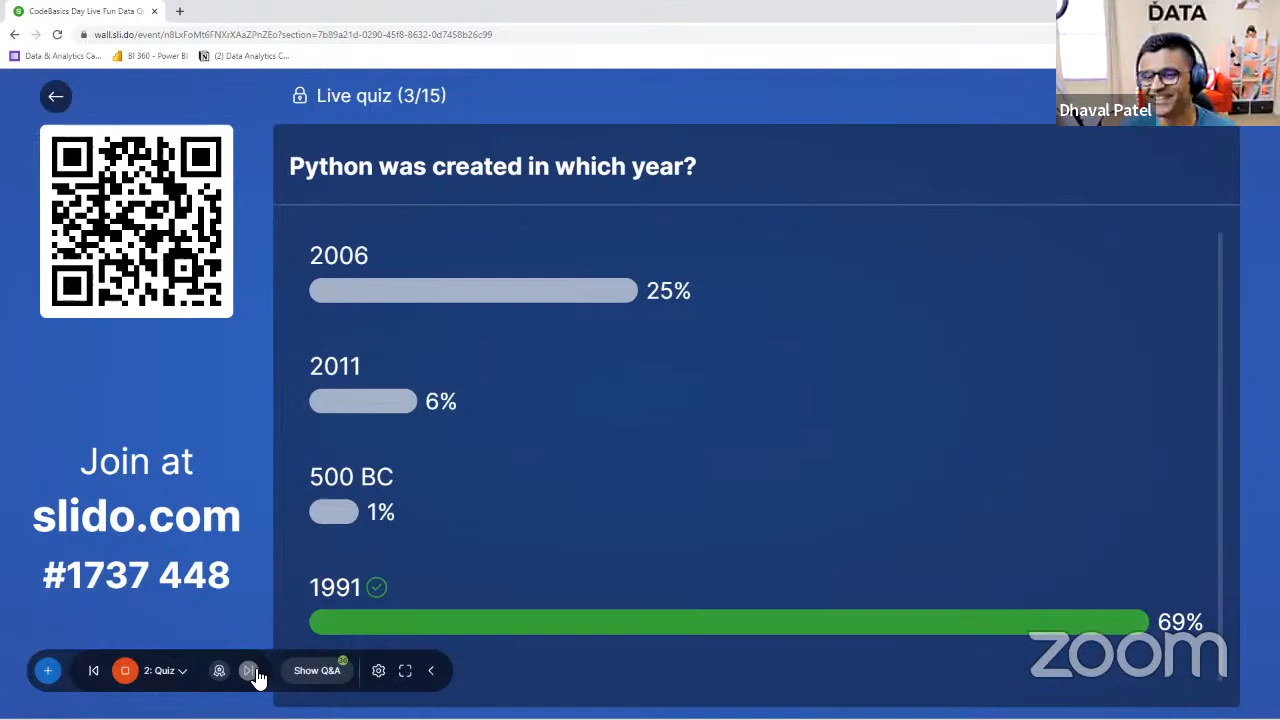 CodeBasics Day Live Fun Data Q
wall.sli.do/event/n8LxFoMt6FNXrXAaZPnZEo?section=7b89a21d-0290-45f8-8632-0d7458b26c99
Data & Analytics Ca...
BI 360 - Power BI
(2) Data Analytics C...
DATA
Dhaval Patel
Live quiz (3/15)
Python was created in which year?
2006
25%
2011
6%
500 BC
1%
1991
69%
Join at
slido.com
#1737 448
2: Quiz
Show Q&A
zoom